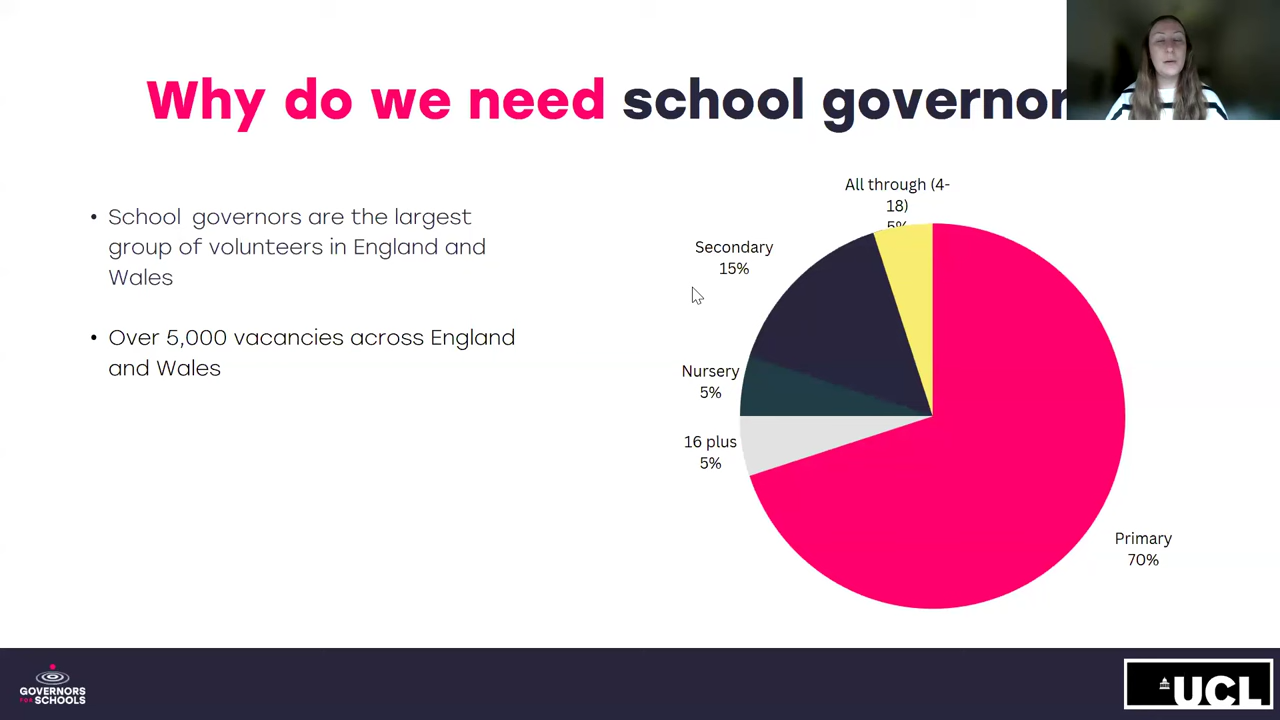 Why do we need school governor
• School governors are the largest
group of volunteers in England and
Wales
• Over 5,000 vacancies across England
and Wales
All through (4-
18)
5%
Secondary
15%
Nursery
5%
16 plus
5%
Primary
70%
GOVERNORS
FOR SCHOOLS
UCL